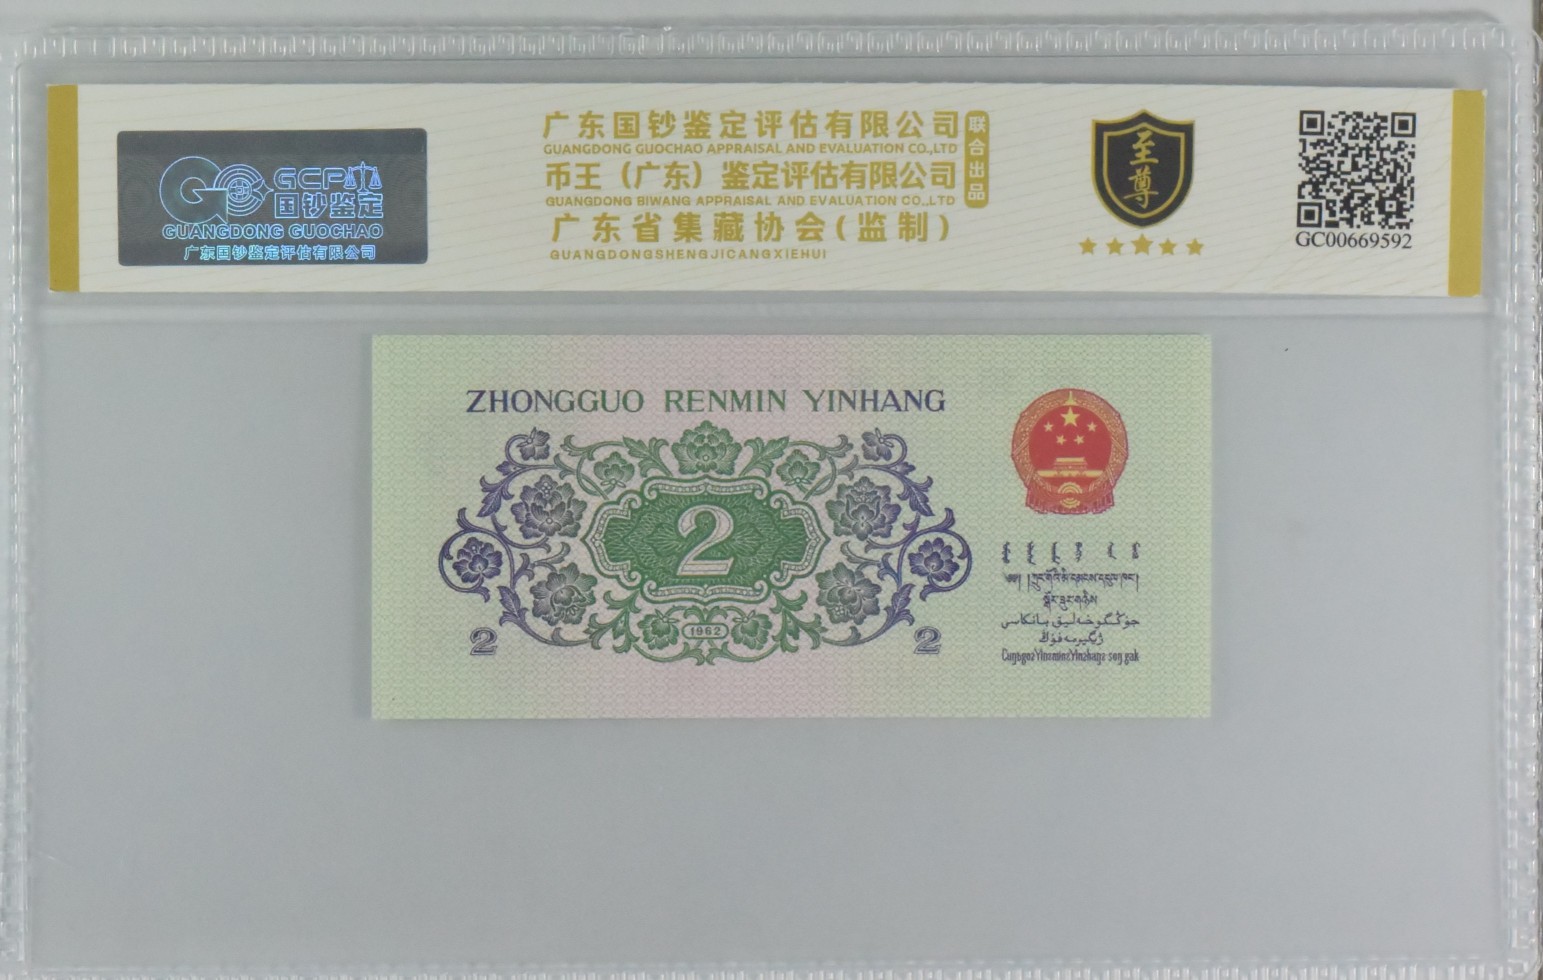 GCP
国钞鉴定
GUANGDONG GUOCHAO
广东国钞鉴定评估有限公司
广东国钞鉴定评估有限公司
GUANGDONG GUOCHAO APPRAISAL AND EVALUATION CO.,LTD
币王（广东）鉴定评估有限公司
GUANGDONG BIWANG APPRAISAL AND EVALUATION CO.,LTD
广东省集藏协会(监制)
GUANGDONGSHENGJICANGXIEHUI
联合出品
至尊
GC00669592
ZHONGGUO RENMIN YINHANG
2
1962
2
2